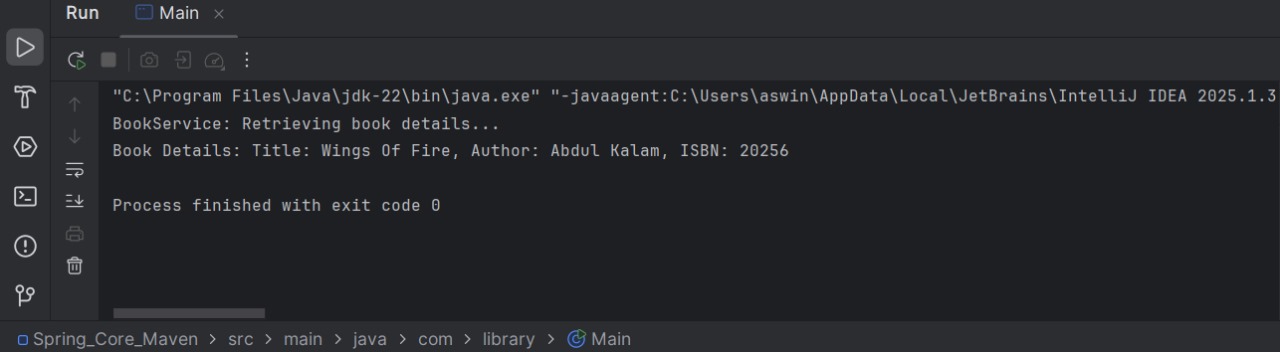 Run Main
"C:\Program Files\Java\jdk-22\bin\java.exe" "-javaagent:C:\Users\aswin\AppData\Local\JetBrains\IntelliJ IDEA 2025.1.3
BookService: Retrieving book details...
Book Details: Title: Wings Of Fire, Author: Abdul Kalam, ISBN: 20256
Process finished with exit code 0
Spring_Core_Maven > src > main > java > com > library > Main